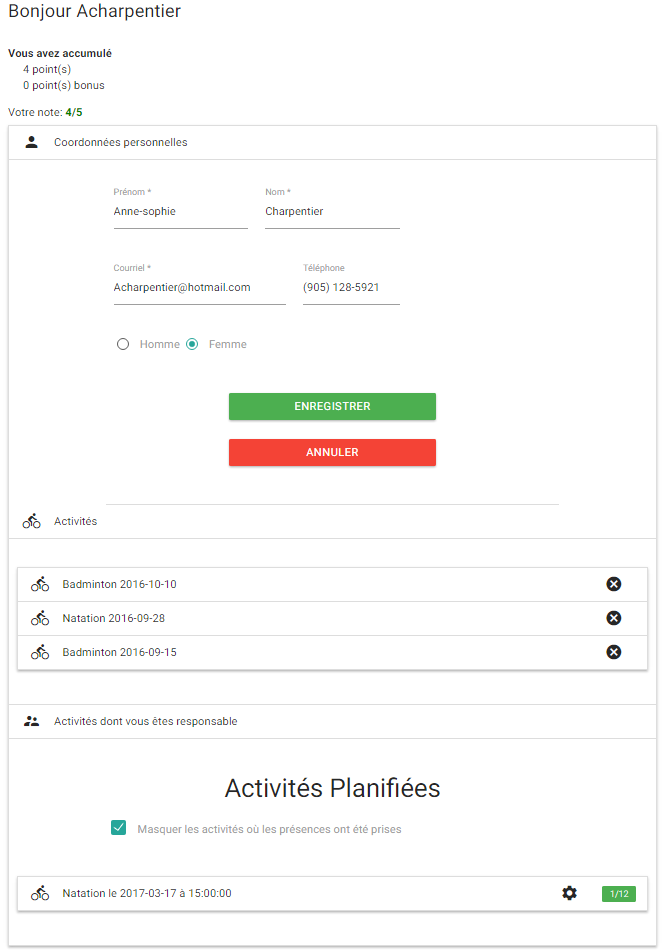 Bonjour Acharpentier
Vous avez accumulé
4 point(s)
0 point(s) bonus
Votre note: 4/5
Coordonnées personnelles
Prénom * Nom *
Anne-sophie Charpentier
Courriel * Téléphone
Acharpentier@hotmail.com (905) 128-5921
Homme Femme
ENREGISTRER
ANNULER
Activités
Badminton 2016-10-10
Natation 2016-09-28
Badminton 2016-09-15
Activités dont vous êtes responsable
Activités Planifiées
Masquer les activités où les présences ont été prises
Natation le 2017-03-17 à 15:00:00 1/12